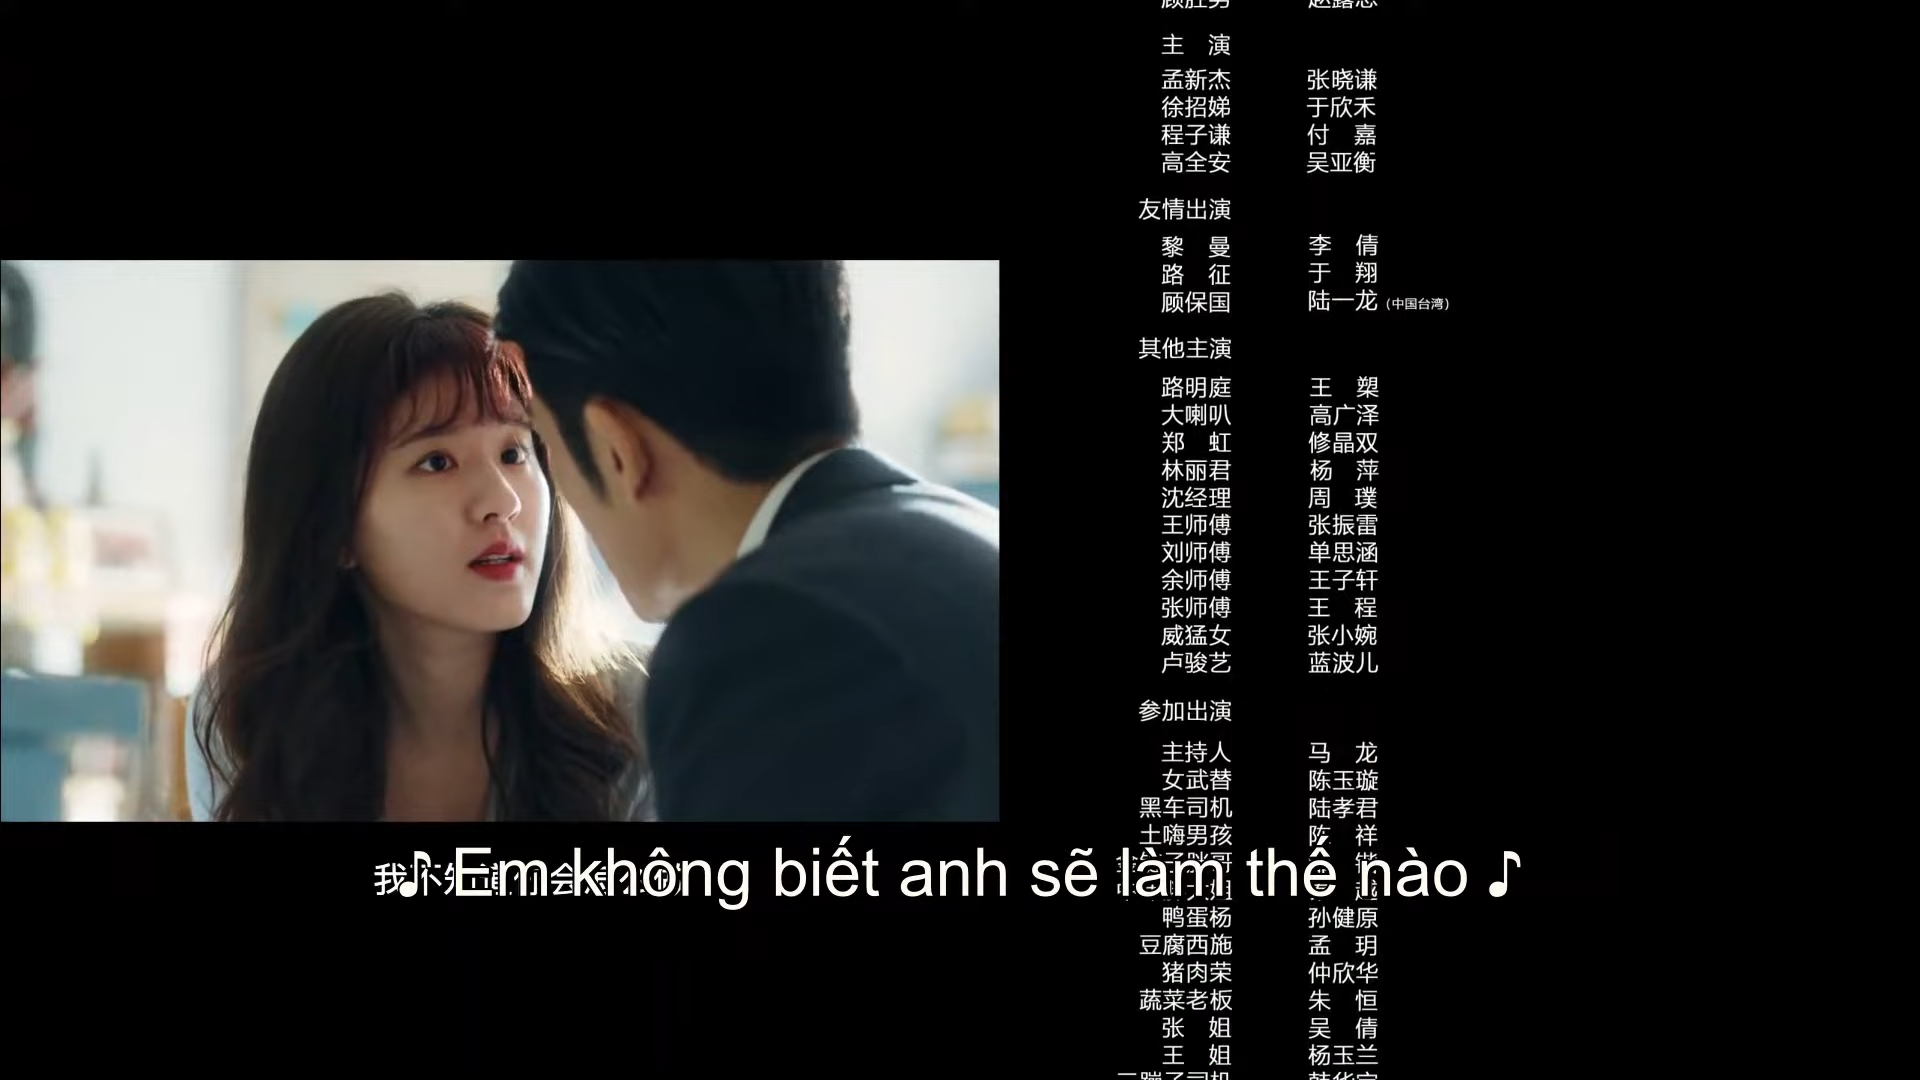 主 演
孟新杰 张晓谦
徐招娣 于欣禾
程子谦 付 嘉
高全安 吴亚衡
友情出演
黎 曼 李 倩
路 征 于 翔
顾保国 陆一龙 (中国台湾)
其他主演
路明庭 王 槊
大喇叭 高广泽
郑 虹 修晶双
林丽君 杨 萍
沈经理 周 璞
王师傅 张振雷
刘师傅 单思涵
余师傅 王子轩
张师傅 王 程
威猛女 张小婉
卢骏艺 蓝波儿
参加出演
主持人 马 龙
女武替 陈玉璇
黑车司机 陆孝君
土嗨男孩 陈 祥
♪ Em không biết anh sẽ làm thế nào ♪
鸭蛋杨 孙健原
豆腐西施 孟 玥
猪肉荣 仲欣华
蔬菜老板 朱 恒
张 姐 吴 倩
王 姐 杨玉兰